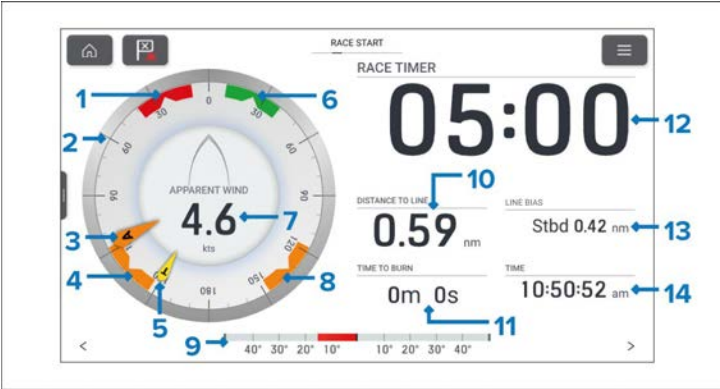 RACE START
RACE TIMER
05:00
DISTANCE TO LINE
0.59 nm
LINE BIAS
Stbd 0.42 nm
TIME TO BURN
0m 0s
TIME
10:50:52 am
APPARENT WIND
4.6
kts
0
30
30
60
60
90
90
120
150
180
40° 30° 20° 10° 10° 20° 30° 40°
<
>
A
T
1
2
3
4
5
6
7
8
9
10
11
12
13
14